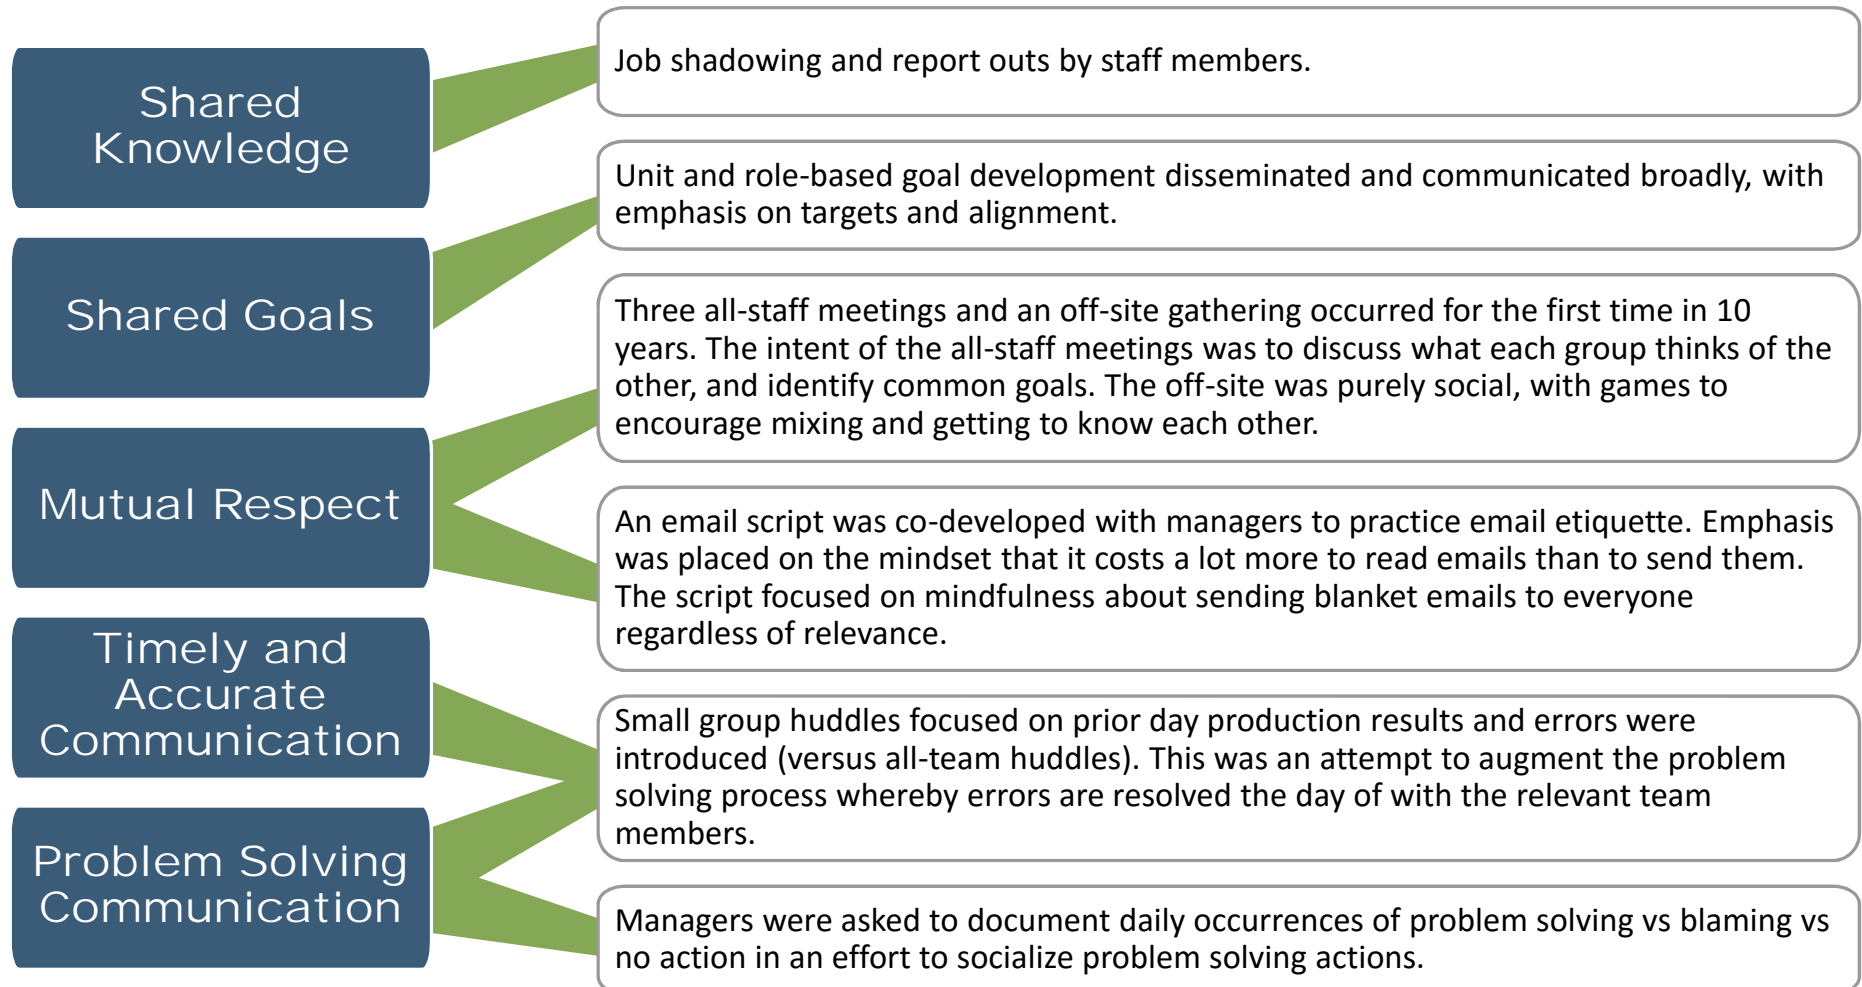 Shared
Knowledge
Job shadowing and report outs by staff members.
Shared Goals
Unit and role-based goal development disseminated and communicated broadly, with
emphasis on targets and alignment.
Mutual Respect
Three all-staff meetings and an off-site gathering occurred for the first time in 10
years. The intent of the all-staff meetings was to discuss what each group thinks of the
other, and identify common goals. The off-site was purely social, with games to
encourage mixing and getting to know each other.
An email script was co-developed with managers to practice email etiquette. Emphasis
was placed on the mindset that it costs a lot more to read emails than to send them.
The script focused on mindfulness about sending blanket emails to everyone
regardless of relevance.
Timely and
Accurate
Communication
Small group huddles focused on prior day production results and errors were
introduced (versus all-team huddles). This was an attempt to augment the problem
solving process whereby errors are resolved the day of with the relevant team
members.
Problem Solving
Communication
Managers were asked to document daily occurrences of problem solving vs blaming vs
no action in an effort to socialize problem solving actions.